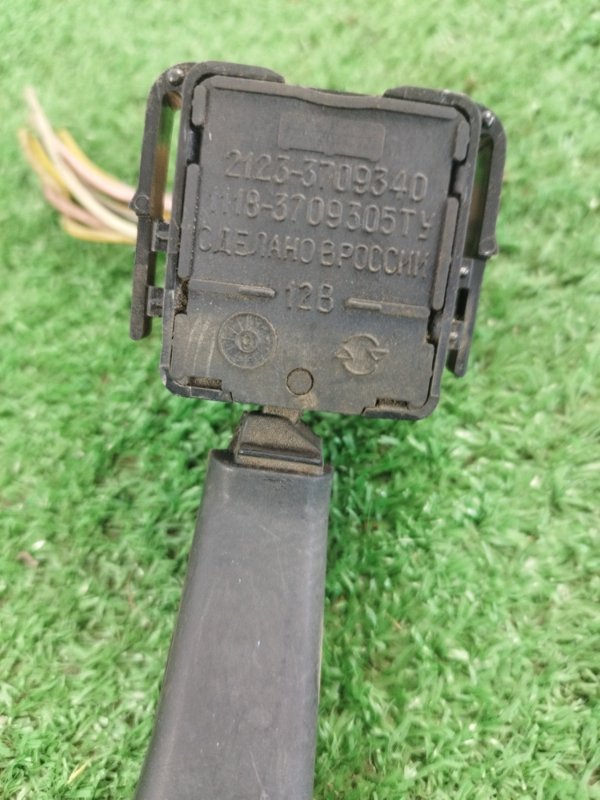 2123-3709340
1118-3709305ТУ
СДЕЛАНО В РОССИИ
12В